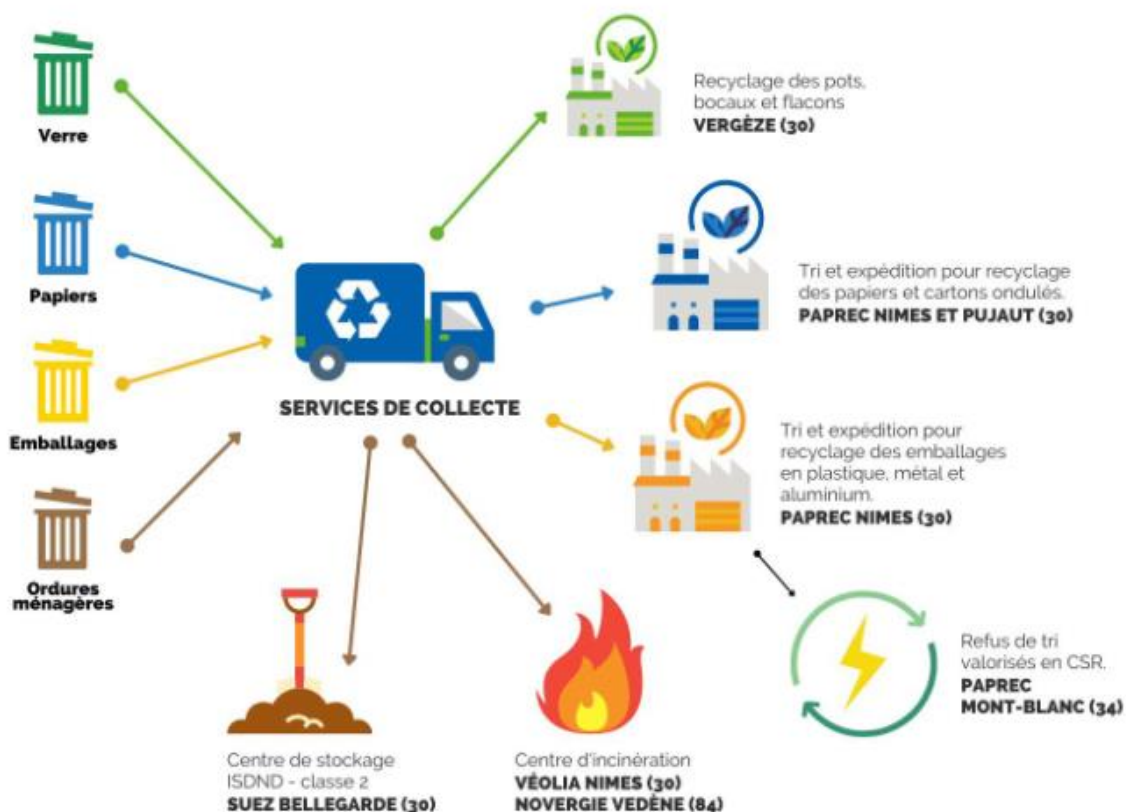 Verre
Papiers
Emballages
Ordures
ménagères
SERVICES DE COLLECTE
Recyclage des pots,
bocaux et flacons
VERGÈZE (30)
Tri et expédition pour recyclage
des papiers et cartons ondulés.
PAPREC NIMES ET PUJAUT (30)
Tri et expédition pour
recyclage des emballages
en plastique, métal et
aluminium.
PAPREC NIMES (30)
Refus de tri
valorisés en CSR.
PAPREC
MONT-BLANC (34)
Centre de stockage
ISDND - classe 2
SUEZ BELLEGARDE (30)
Centre d'incinération
VÉOLIA NIMES (30)
NOVERGIE VEDÈNE (84)